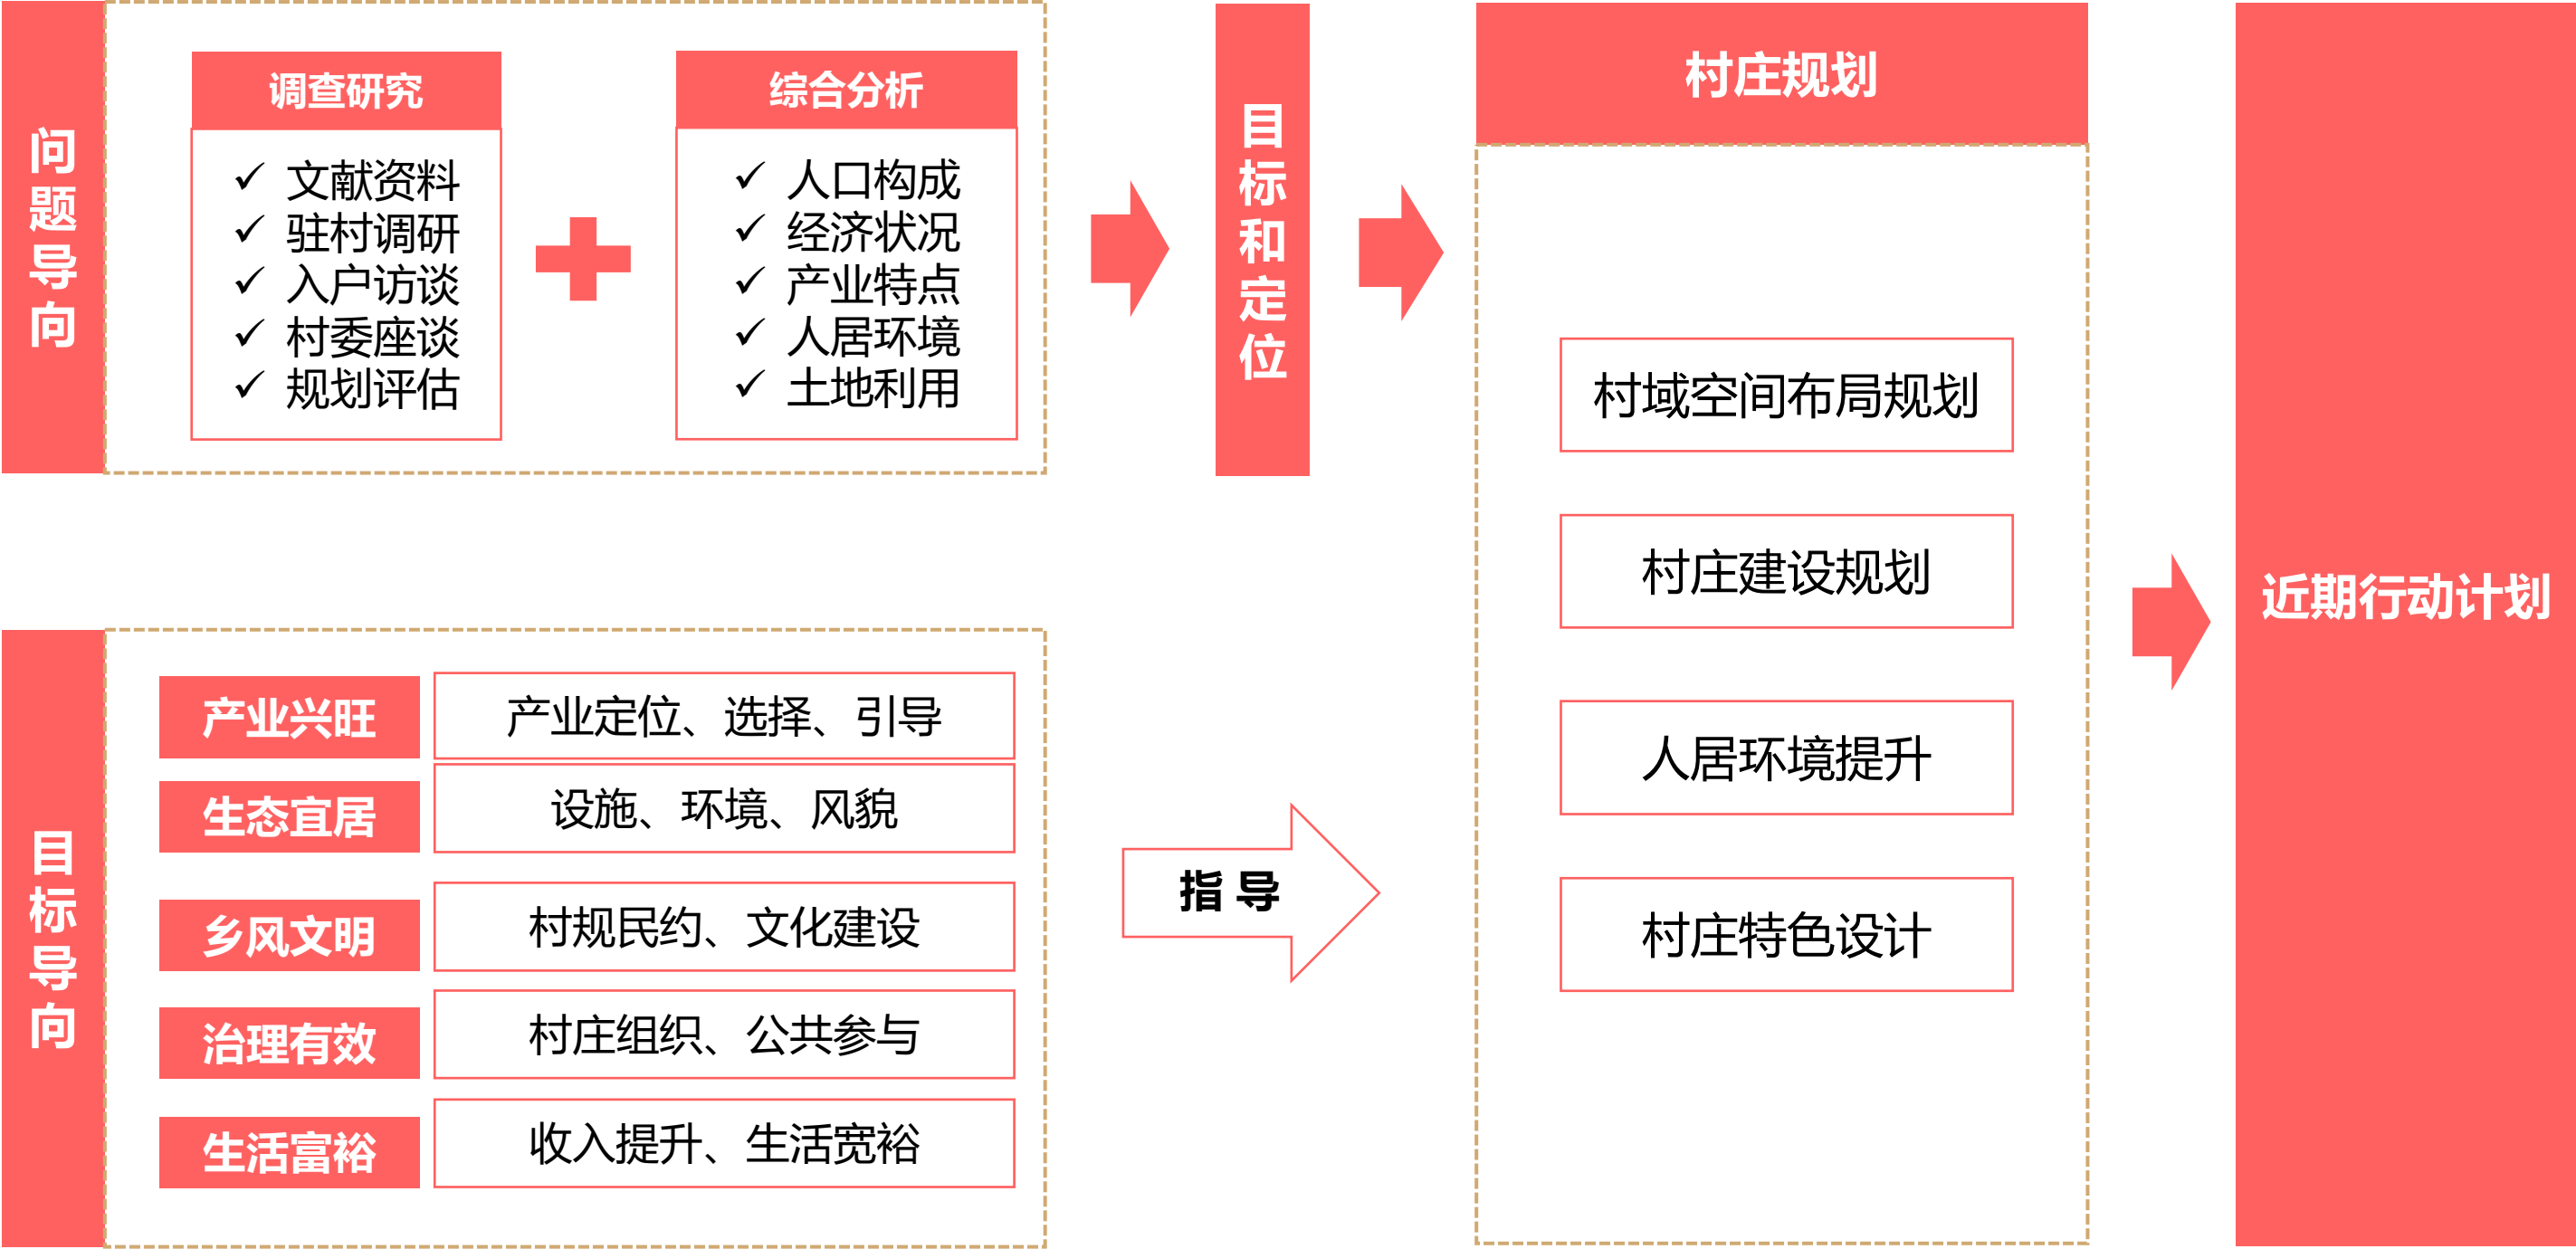 问题导向
调查研究
文献资料
驻村调研
入户访谈
村委座谈
规划评估
综合分析
人口构成
经济状况
产业特点
人居环境
土地利用
目标和定位
目标导向
产业兴旺
产业定位、选择、引导
生态宜居
设施、环境、风貌
乡风文明
村规民约、文化建设
治理有效
村庄组织、公共参与
生活富裕
收入提升、生活宽裕
指 导
村庄规划
村域空间布局规划
村庄建设规划
人居环境提升
村庄特色设计
近期行动计划